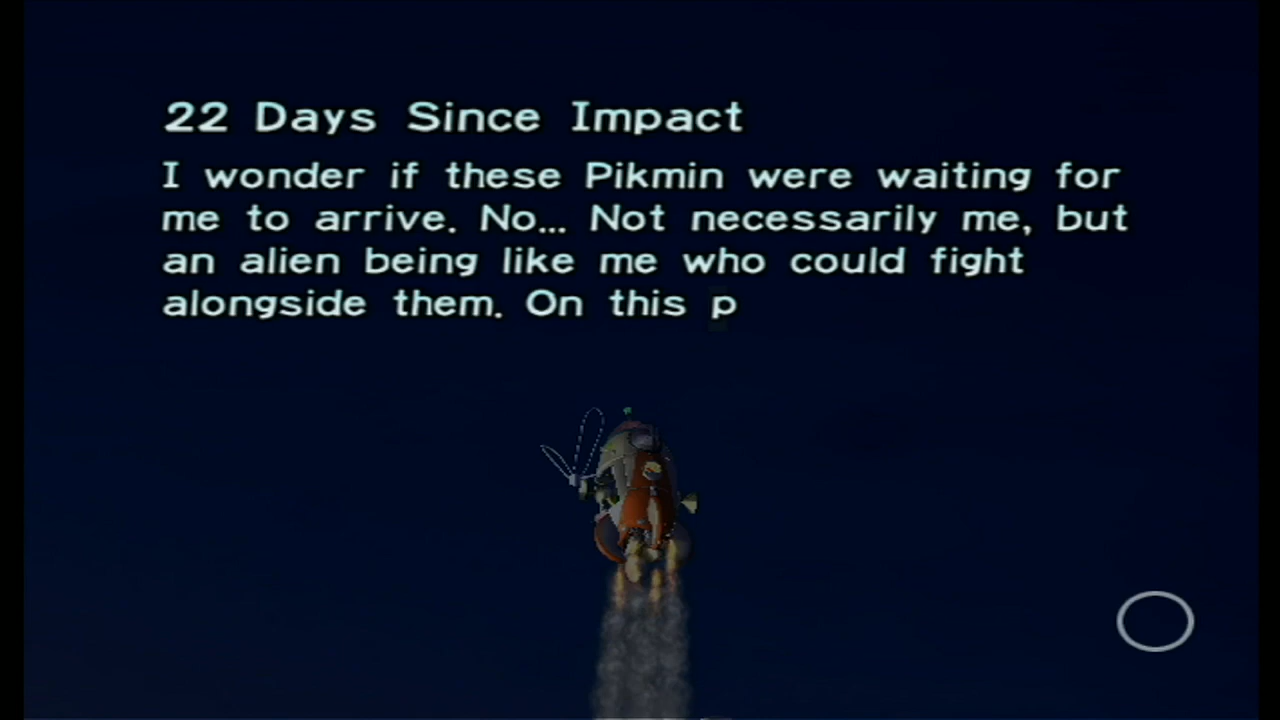 22 Days Since Impact
I wonder if these Pikmin were waiting for
me to arrive. No... Not necessarily me, but
an alien being like me who could fight
alongside them. On this p